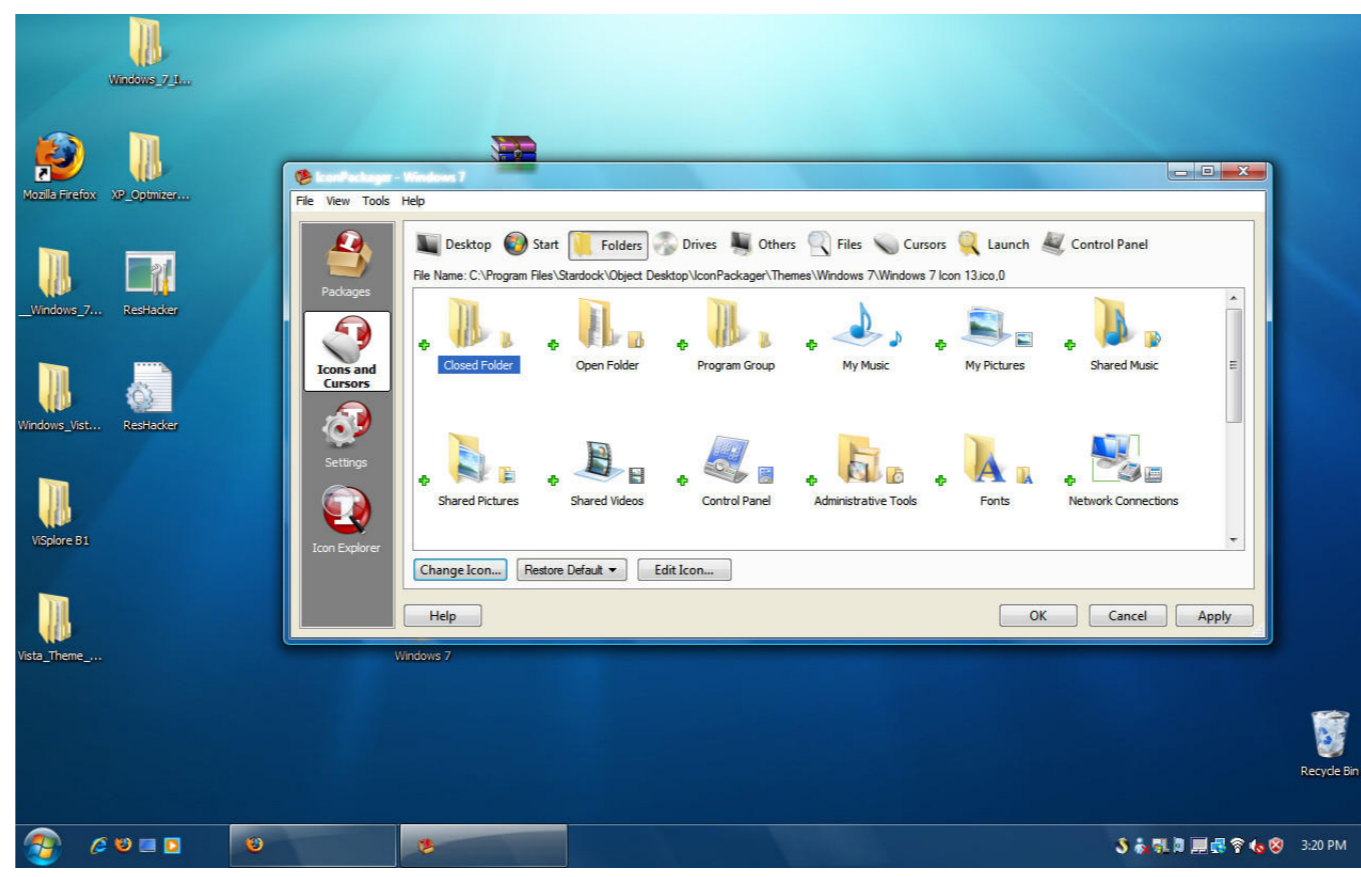 Windows_7_I...
Mozilla Firefox
XP_Optmizer...
__Windows_7...
ResHacker
Windows_Vist...
ResHacker
ViSplore B1
Vista_Theme_...
IconPackager - Windows 7
File View Tools Help
Packages
Icons and
Cursors
Settings
Icon Explorer
Desktop Start Folders Drives Others Files Cursors Launch Control Panel
File Name: C:\Program Files\Stardock\Object Desktop\IconPackager\Themes\Windows 7\Windows 7 Icon 13.ico,0
Closed Folder Open Folder Program Group My Music My Pictures Shared Music
Shared Pictures Shared Videos Control Panel Administrative Tools Fonts Network Connections
Change Icon... Restore Default Edit Icon...
Help OK Cancel Apply
Windows 7
Recycle Bin
3:20 PM